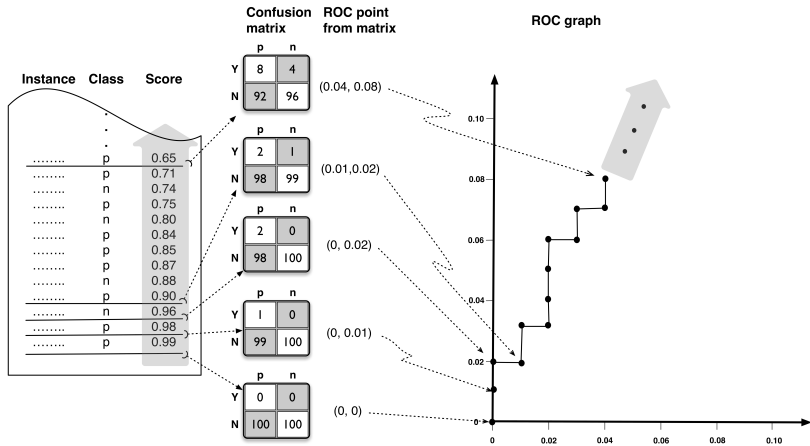 Confusion matrix
ROC point from matrix
ROC graph
Instance Class Score
........ p 0.65
........ p 0.71
........ n 0.74
........ p 0.75
........ n 0.80
........ p 0.84
........ p 0.85
........ p 0.87
........ n 0.88
........ p 0.90
........ n 0.96
........ p 0.98
........ p 0.99
p n
Y 8 4
N 92 96
(0.04, 0.08)
p n
Y 2 1
N 98 99
(0.01,0.02)
p n
Y 2 0
N 98 100
(0, 0.02)
p n
Y 1 0
N 99 100
(0, 0.01)
p n
Y 0 0
N 100 100
(0, 0)
0.10
0.08
0.06
0.04
0.02
0
0 0.02 0.04 0.06 0.08 0.10